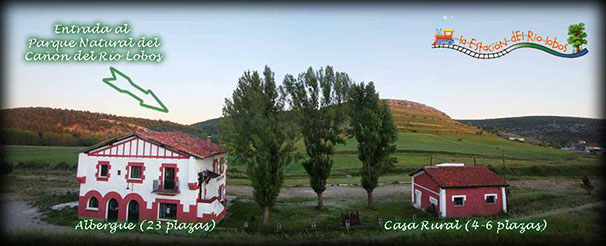 Entrada al
Parque Natural del
Cañon del Río Lobos
la Estación del Río Lobos
Albergue (23 plazas)
Casa Rural (4-6 plazas)